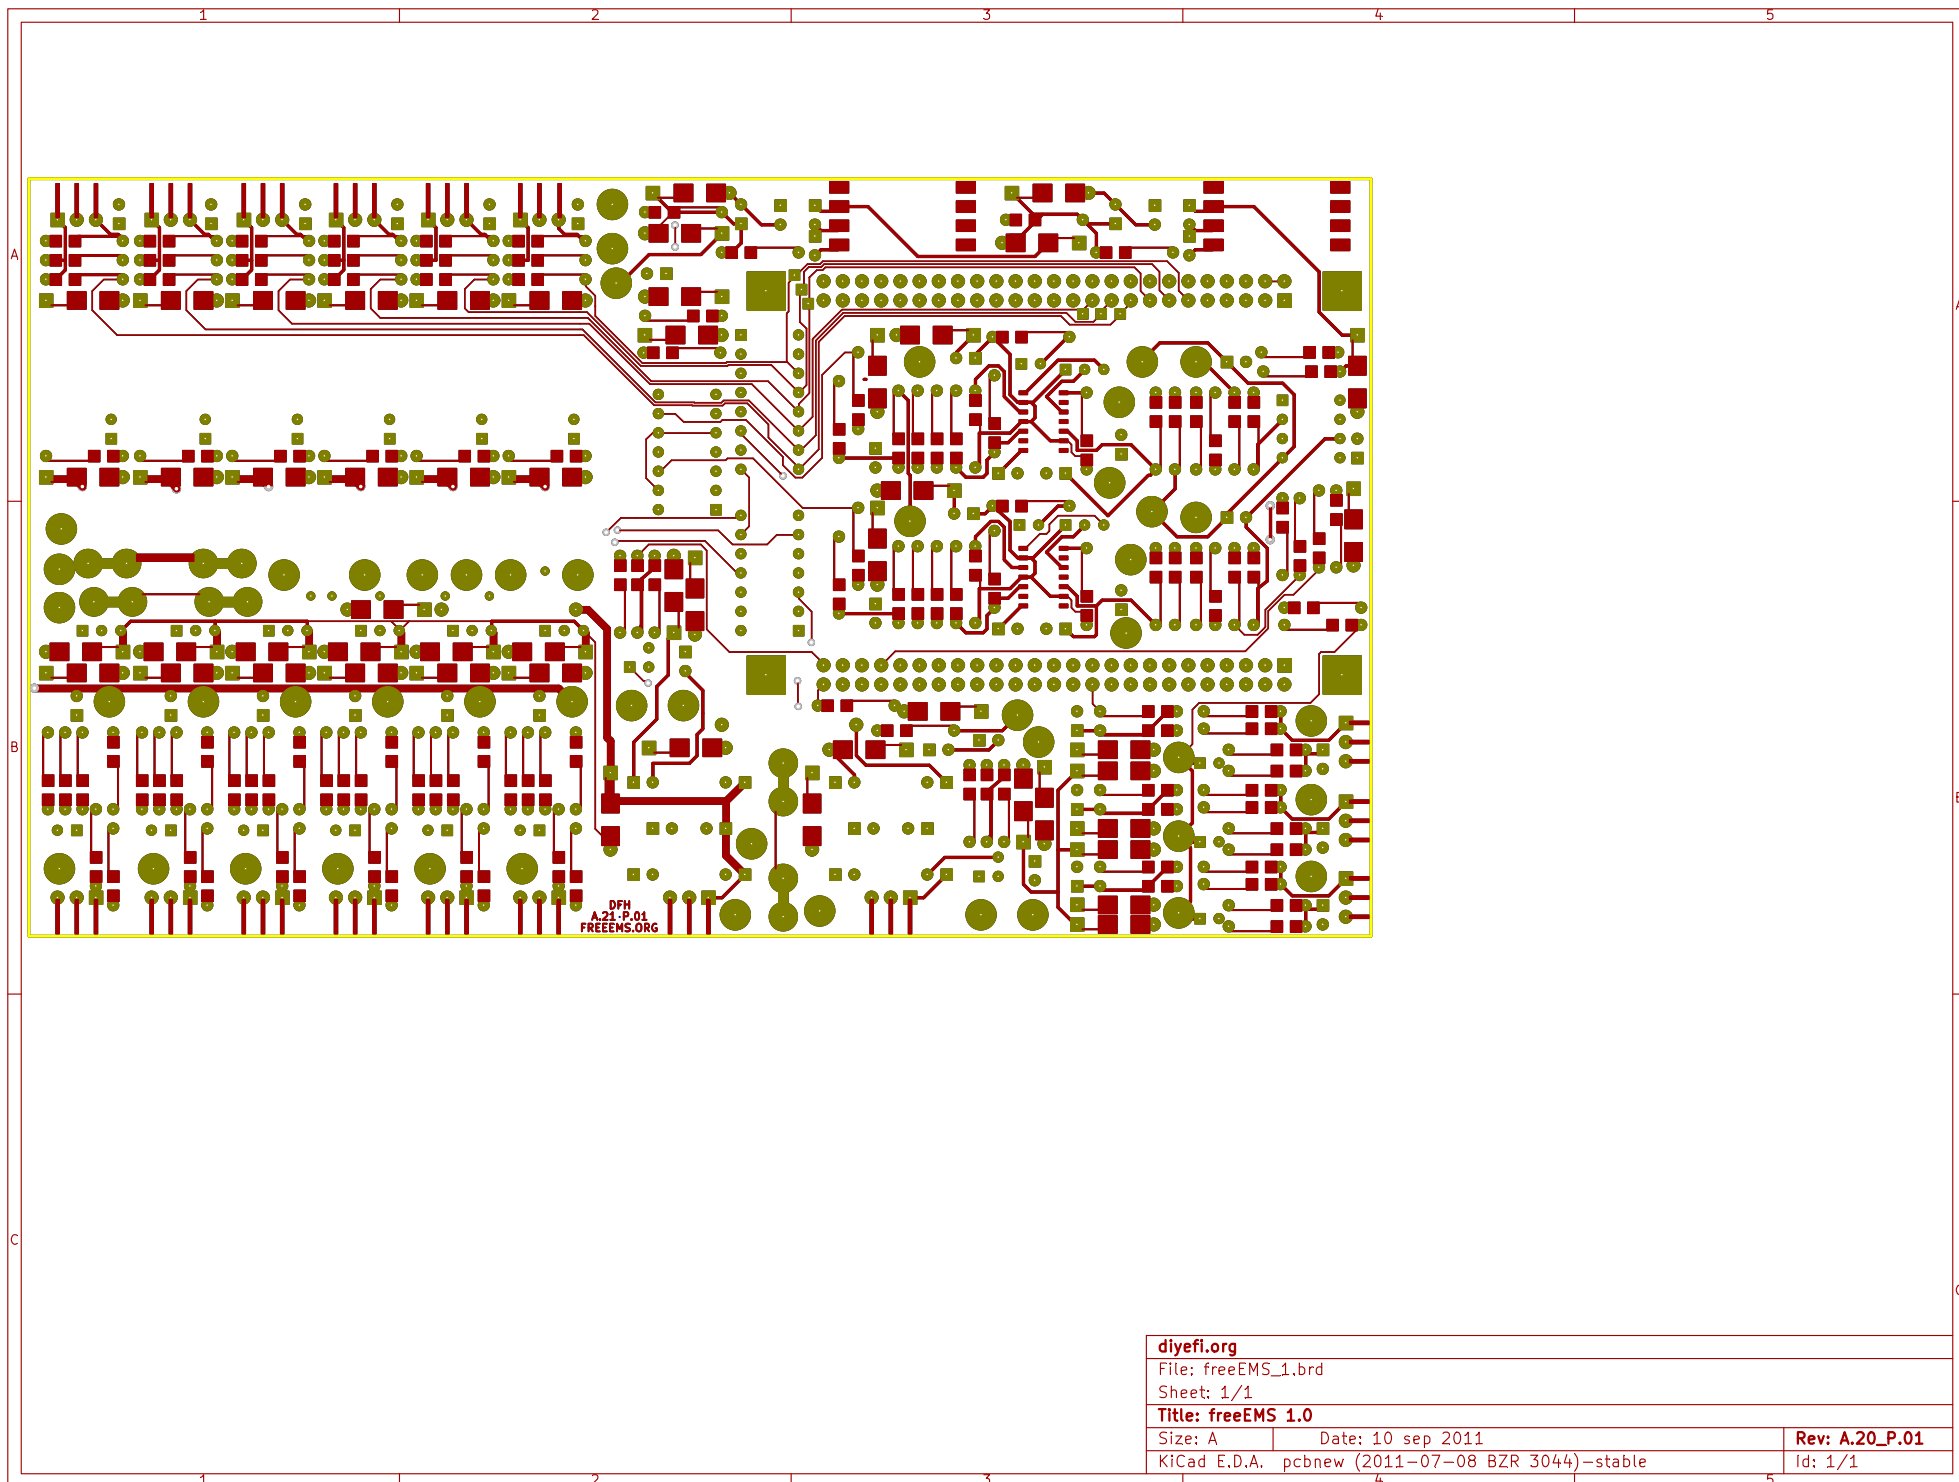 1 2 3 4 5
A
A
B
B
C
C
DFH
A.21-P.01
FREEEMS.ORG
diyefi.org
File: freeEMS_1.brd
Sheet: 1/1
Title: freeEMS 1.0
Size: A Date: 10 sep 2011 Rev: A.20_P.01
KiCad E.D.A. pcbnew (2011-07-08 BZR 3044)-stable Id: 1/1
1 2 3 4 5